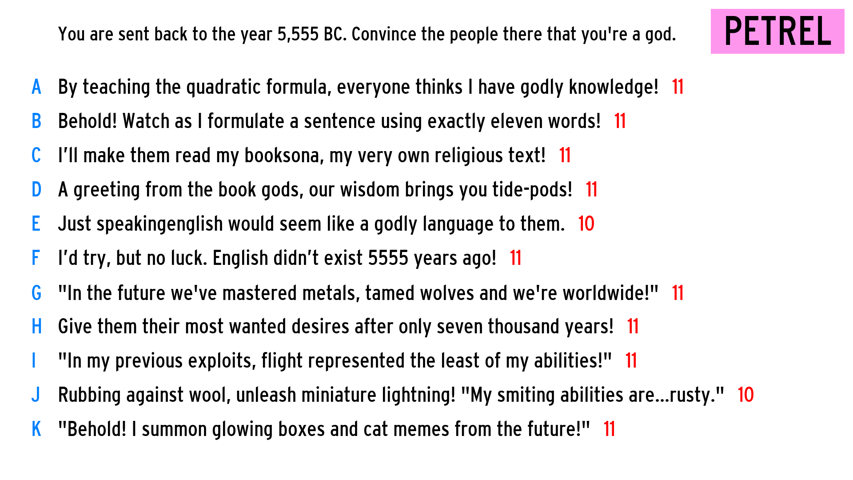 You are sent back to the year 5,555 BC. Convince the people there that you're a god.
PETREL
A By teaching the quadratic formula, everyone thinks I have godly knowledge! 11
B Behold! Watch as I formulate a sentence using exactly eleven words! 11
C I’ll make them read my booksona, my very own religious text! 11
D A greeting from the book gods, our wisdom brings you tide-pods! 11
E Just speakingenglish would seem like a godly language to them. 10
F I’d try, but no luck. English didn’t exist 5555 years ago! 11
G "In the future we've mastered metals, tamed wolves and we're worldwide!" 11
H Give them their most wanted desires after only seven thousand years! 11
I "In my previous exploits, flight represented the least of my abilities!" 11
J Rubbing against wool, unleash miniature lightning! "My smiting abilities are...rusty." 10
K "Behold! I summon glowing boxes and cat memes from the future!" 11